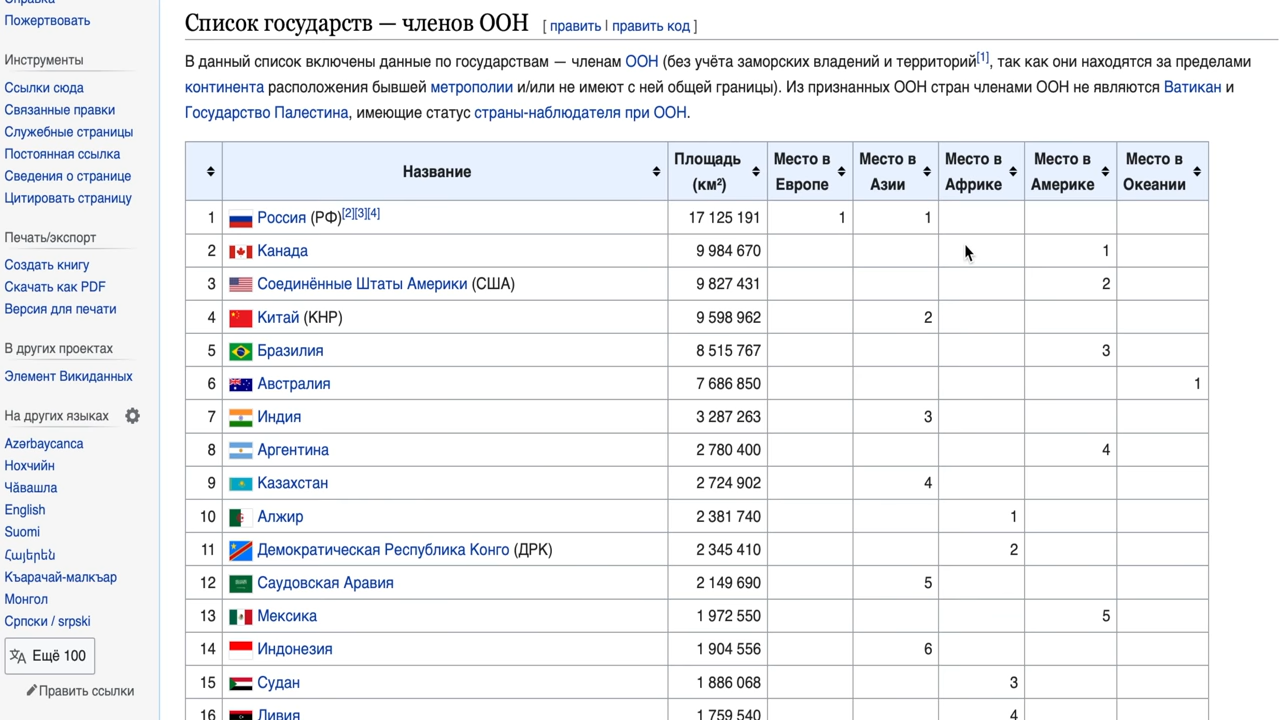 Справка
Пожертвовать
Инструменты
Ссылки сюда
Связанные правки
Служебные страницы
Постоянная ссылка
Сведения о странице
Цитировать страницу
Печать/экспорт
Создать книгу
Скачать как PDF
Версия для печати
В других проектах
Элемент Викиданных
На других языках
Azərbaycanca
Нохчийн
Чӑвашла
English
Suomi
Հայերեն
Къарачай-малкъар
Монгол
Српски / srpski
Ещё 100
Править ссылки
Список государств — членов ООН [ править | править код ]
В данный список включены данные по государствам — членам ООН (без учёта заморских владений и территорий[1], так как они находятся за пределами
континента расположения бывшей метрополии и/или не имеют с ней общей границы). Из признанных ООН стран членами ООН не являются Ватикан и
Государство Палестина, имеющие статус страны-наблюдателя при ООН.
Название Площадь (км²) Место в Европе Место в Азии Место в Африке Место в Америке Место в Океании
1 Россия (РФ)[2][3][4] 17 125 191 1 1
2 Канада 9 984 670 1
3 Соединённые Штаты Америки (США) 9 827 431 2
4 Китай (КНР) 9 598 962 2
5 Бразилия 8 515 767 3
6 Австралия 7 686 850 1
7 Индия 3 287 263 3
8 Аргентина 2 780 400 4
9 Казахстан 2 724 902 4
10 Алжир 2 381 740 1
11 Демократическая Республика Конго (ДРК) 2 345 410 2
12 Саудовская Аравия 2 149 690 5
13 Мексика 1 972 550 5
14 Индонезия 1 904 556 6
15 Судан 1 886 068 3
16 Ливия 1 759 540 4